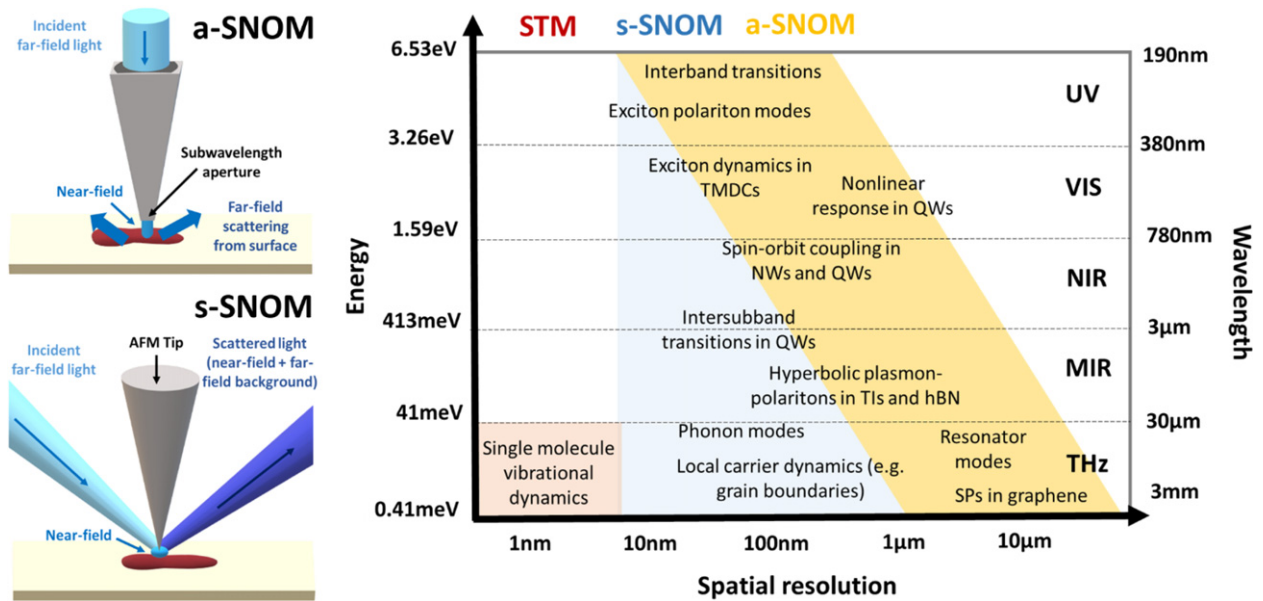 a-SNOM
Incident
far-field light
Subwavelength
aperture
Near-field
Far-field
scattering
from surface
s-SNOM
AFM Tip
Incident
far-field light
Scattered light
(near-field + far-
field background)
Near-field
STM s-SNOM a-SNOM
Energy
6.53eV
3.26eV
1.59eV
413meV
41meV
0.41meV
Interband transitions
Exciton polariton modes
Exciton dynamics in
TMDCs
Nonlinear
response in QWs
Spin-orbit coupling in
NWs and QWs
Intersubband
transitions in QWs
Hyperbolic plasmon-
polaritons in TIs and hBN
Phonon modes
Single molecule
vibrational
dynamics
Local carrier dynamics (e.g.
grain boundaries)
Resonator
modes
SPs in graphene
UV
VIS
NIR
MIR
THz
190nm
380nm
780nm
3μm
30μm
3mm
Wavelength
1nm 10nm 100nm 1μm 10μm
Spatial resolution